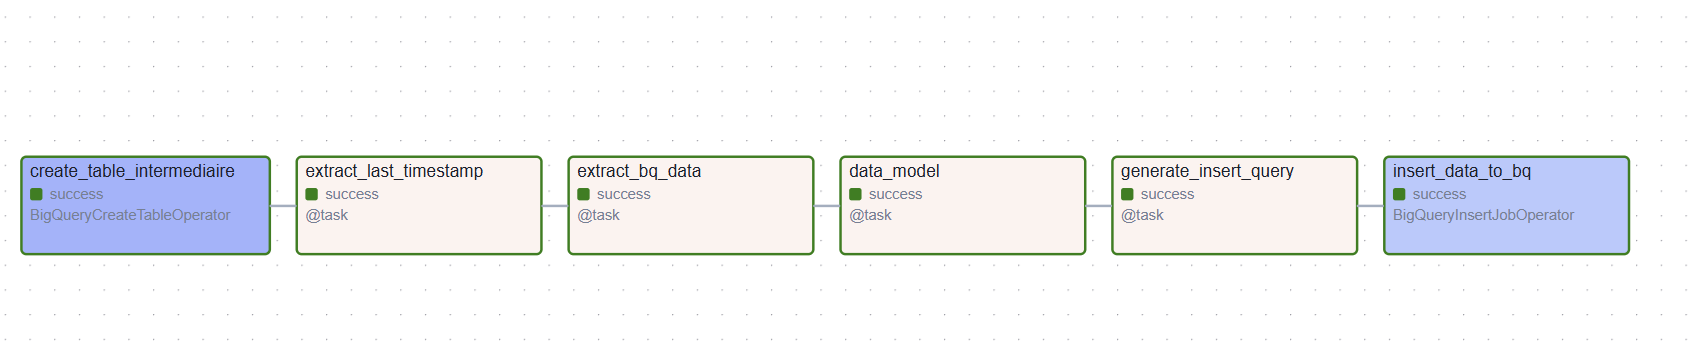 create_table_intermediaire
success
BigQueryCreateTableOperator
extract_last_timestamp
success
@task
extract_bq_data
success
@task
data_model
success
@task
generate_insert_query
success
@task
insert_data_to_bq
success
BigQueryInsertJobOperator